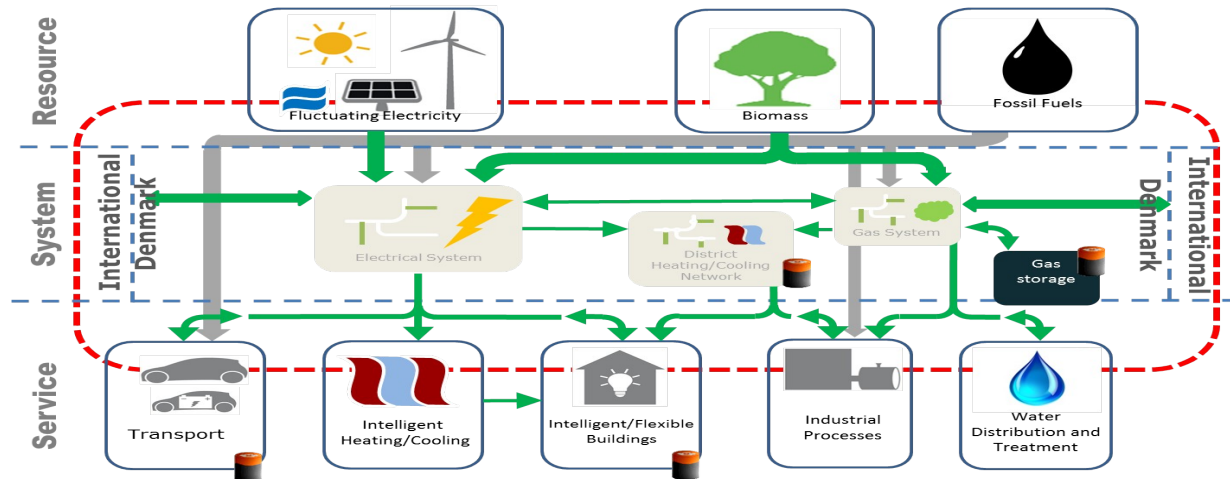 Resource
Fluctuating Electricity
Biomass
Fossil Fuels
System
International
Denmark
Electrical System
District
Heating/Cooling
Network
Gas System
Gas
storage
Denmark
International
Service
Transport
Intelligent
Heating/Cooling
Intelligent/Flexible
Buildings
Industrial
Processes
Water
Distribution and
Treatment